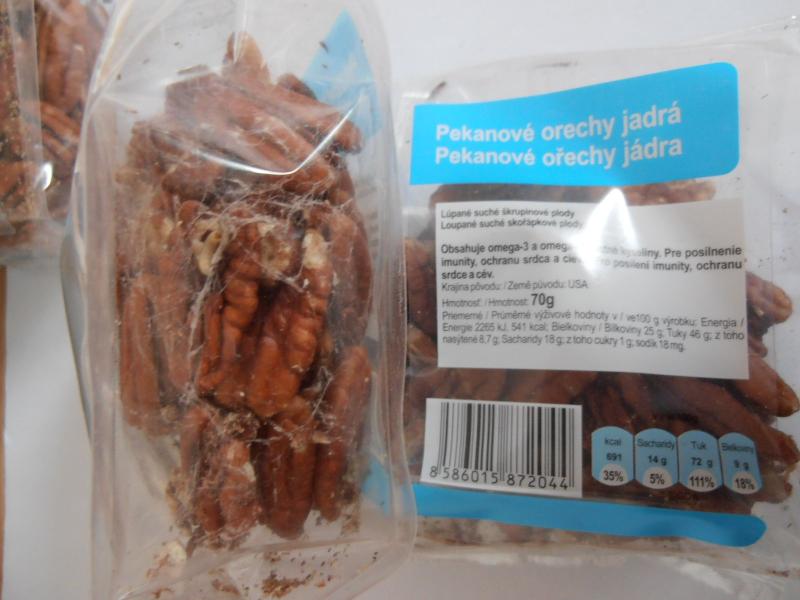 Pekanové orechy jadrá
Pekanové ořechy jádra
Lúpané suché škrupinové plody
Loupané suché skořápkové plody
Obsahuje omega-3 a kyseliny. Pre posilnenie
imunity, ochranu srdca a ciev. Pro posílení imunity, ochranu
srdce a cév.
Krajina pôvodu: / Země původu: USA
Hmotnosť: / Hmotnost: 70g
Priemerné / Průměrné výživové hodnoty v / ve100 g výrobku: Energia /
Energie 2265 kJ, 541 kcal; Bielkoviny / Bílkoviny 25 g; Tuky 46 g; z toho
nasýtené 8,7 g; Sacharidy 18 g; z toho cukry 1 g; sodík 18 mg.
kcal Sacharidy Tuk Bielkoviny
691 14 g 72 g 9 g
35% 5% 111% 18%
8 586015 872044